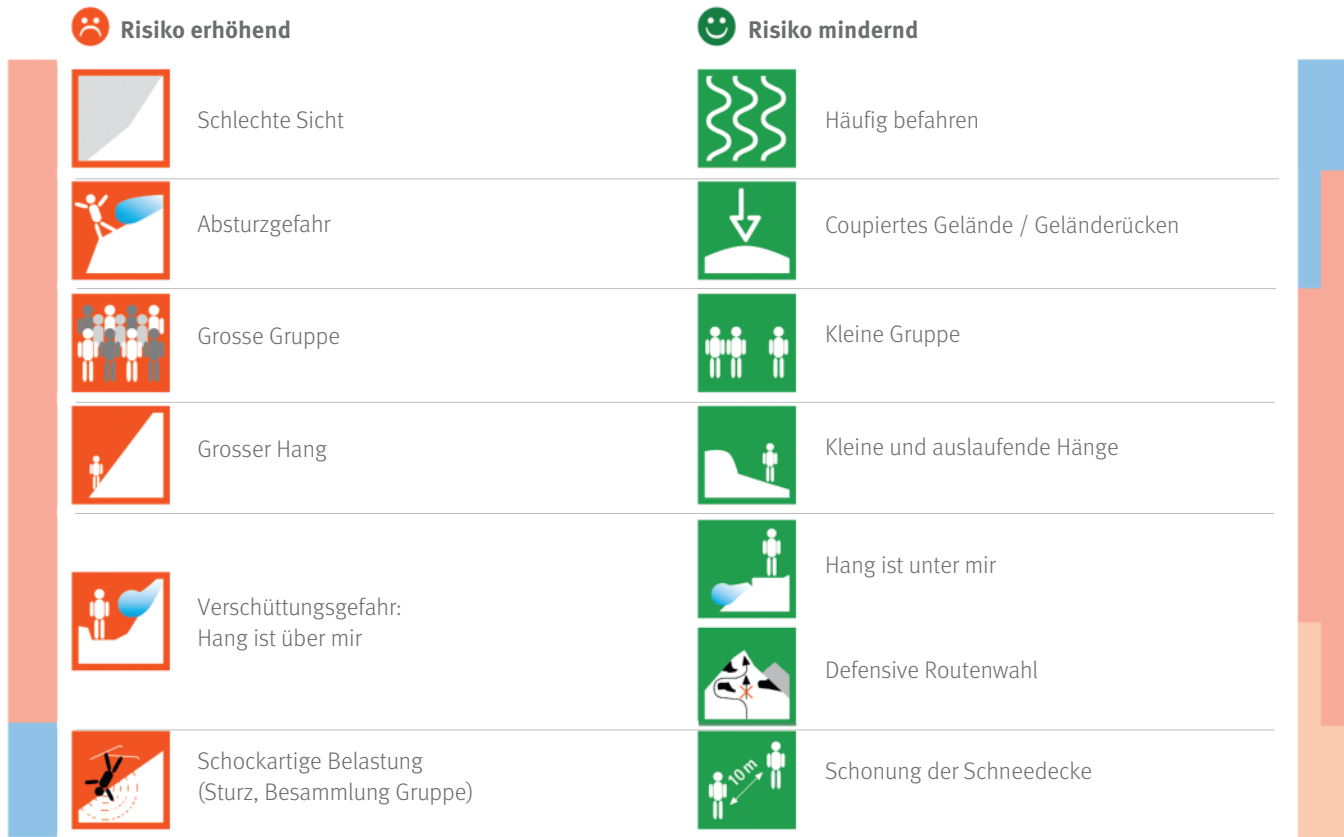 Risiko erhöhend
Risiko mindernd
Schlechte Sicht
Häufig befahren
Absturzgefahr
Coupiertes Gelände / Geländerücken
Grosse Gruppe
Kleine Gruppe
Grosser Hang
Kleine und auslaufende Hänge
Verschüttungsgefahr:
Hang ist über mir
Hang ist unter mir
Defensive Routenwahl
Schockartige Belastung
(Sturz, Besammlung Gruppe)
10 m
Schonung der Schneedecke